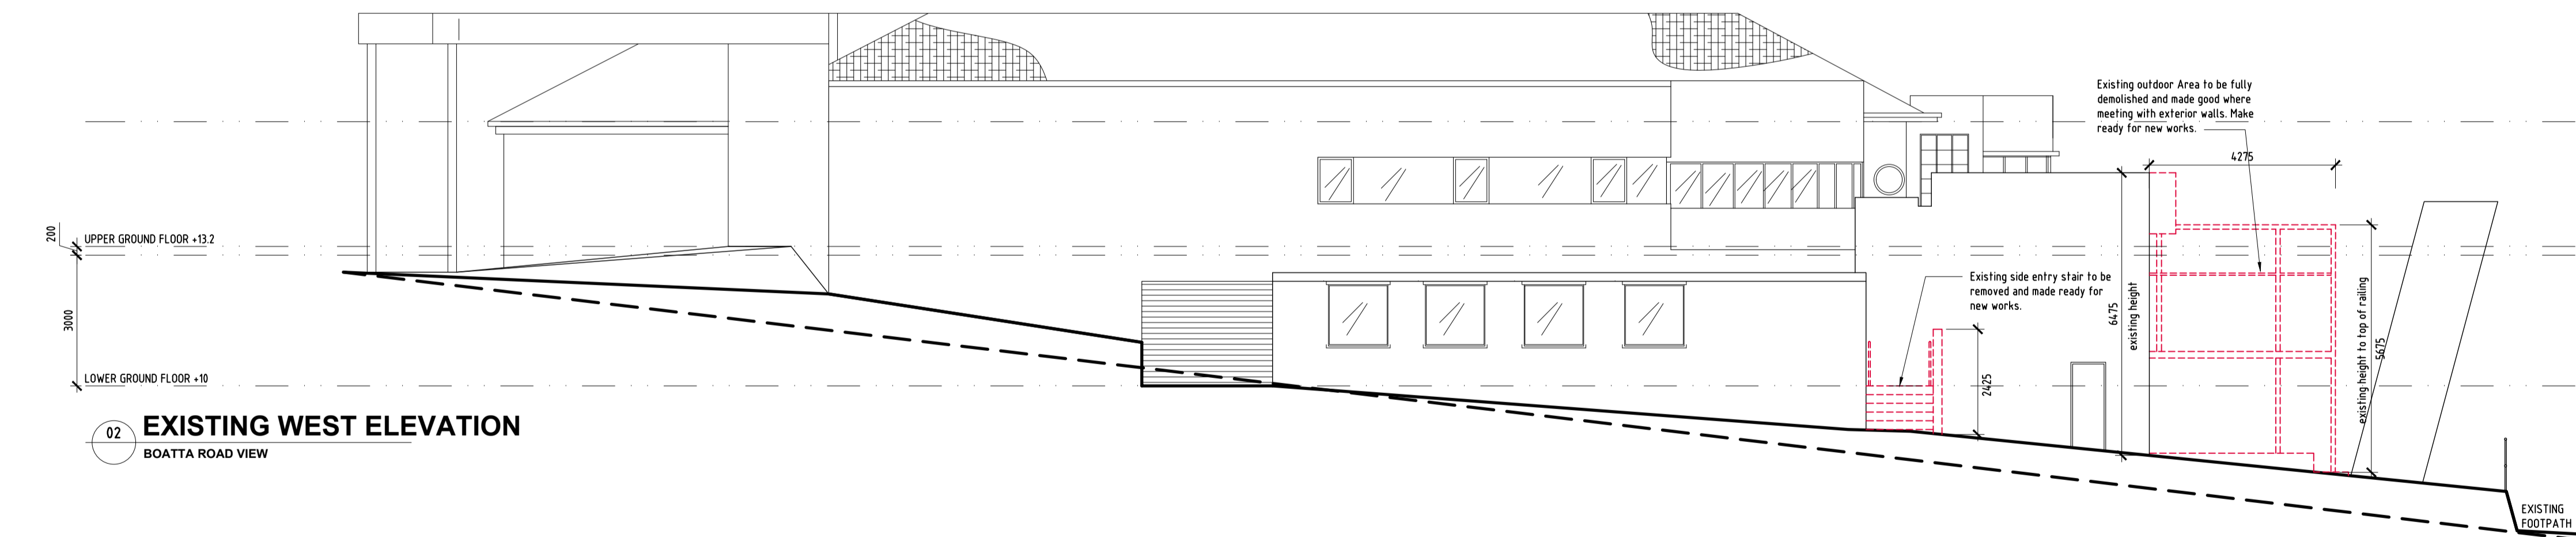 Existing outdoor Area to be fully
demolished and made good where
meeting with exterior walls. Make
ready for new works.
4275
200
UPPER GROUND FLOOR +13.2
3000
LOWER GROUND FLOOR +10
Existing side entry stair to be
removed and made ready for
new works.
2425
6475
existing height
existing height to top of railing
5675
02
EXISTING WEST ELEVATION
BOATTA ROAD VIEW
EXISTING
FOOTPATH